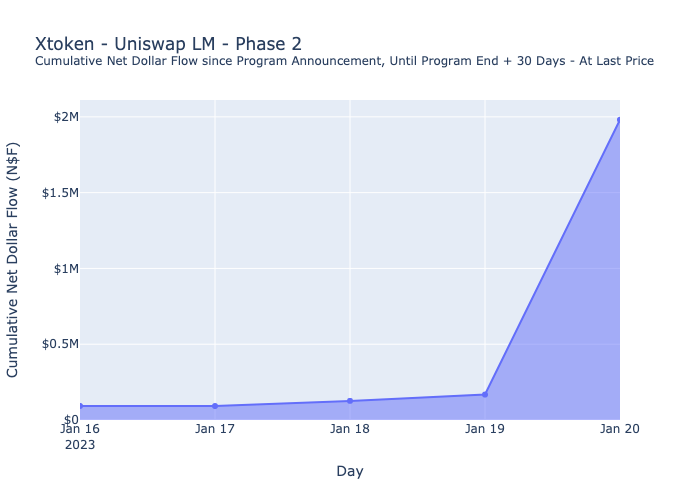 Xtoken - Uniswap LM - Phase 2
Cumulative Net Dollar Flow since Program Announcement, Until Program End + 30 Days - At Last Price
Cumulative Net Dollar Flow (N$F)
$2M
$1.5M
$1M
$0.5M
$0
Jan 16 Jan 17 Jan 18 Jan 19 Jan 20
2023
Day